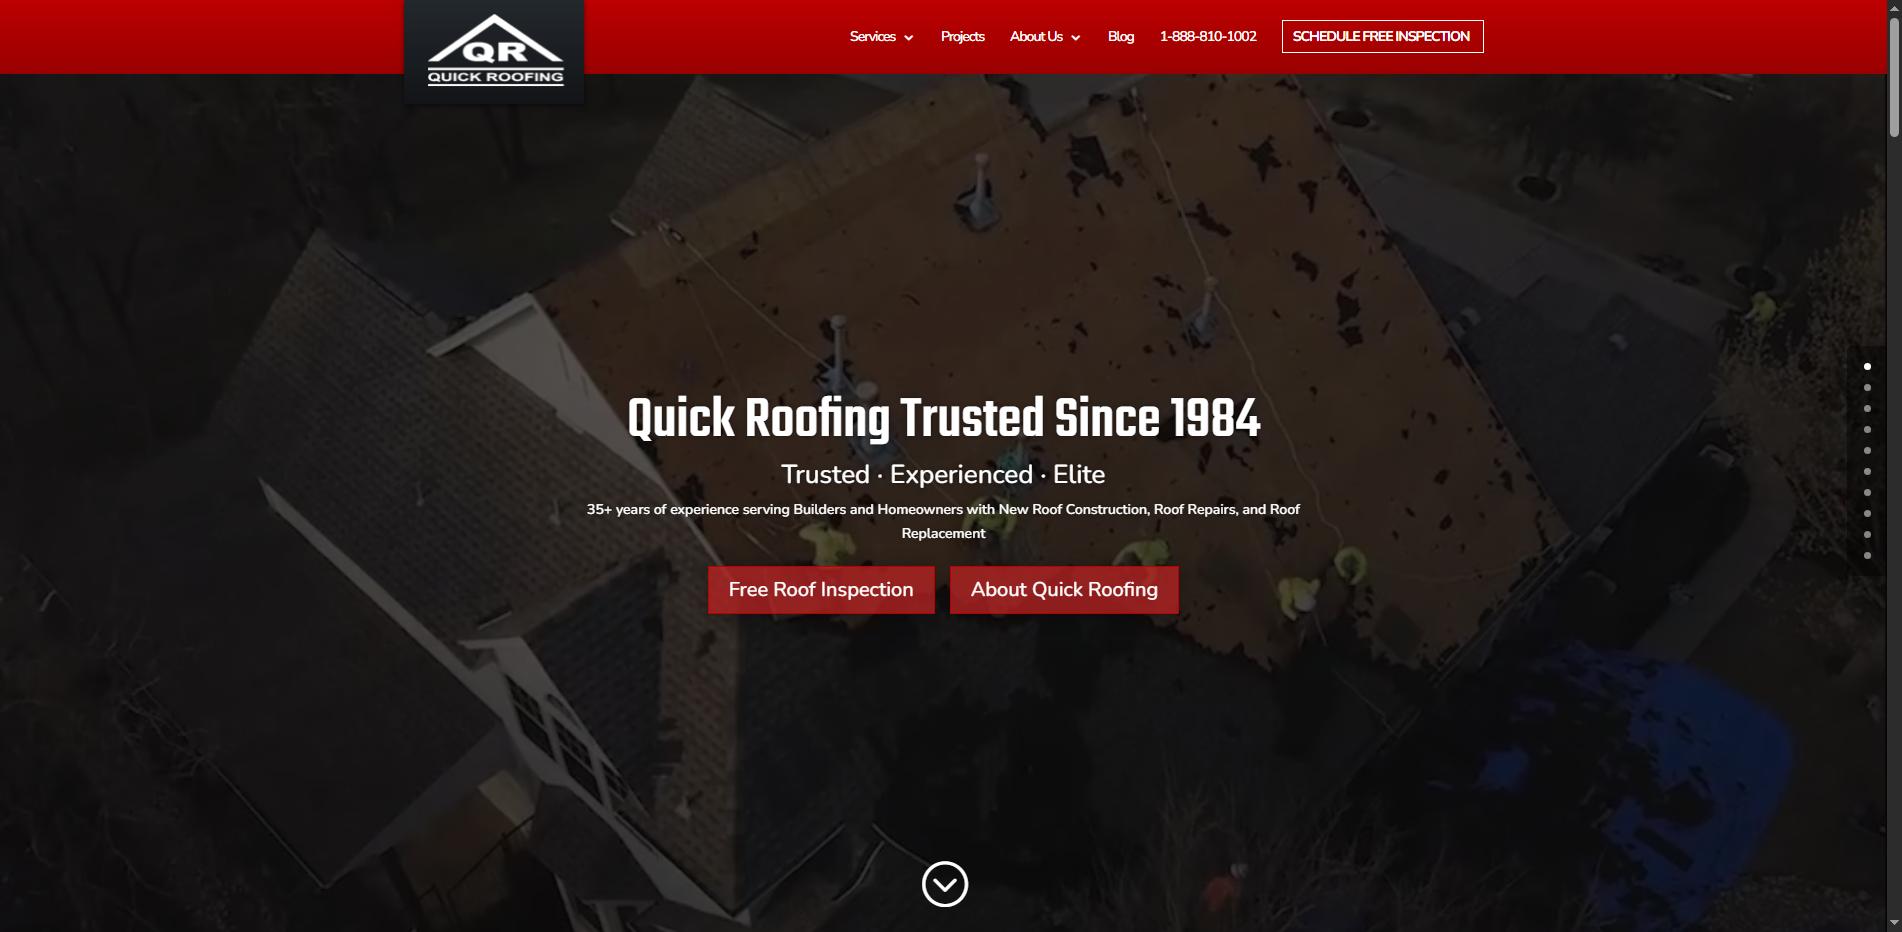 QR
QUICK ROOFING
Services
Projects
About Us
Blog
1-888-810-1002
SCHEDULE FREE INSPECTION
Quick Roofing Trusted Since 1984
Trusted · Experienced · Elite
35+ years of experience serving Builders and Homeowners with New Roof Construction, Roof Repairs, and Roof
Replacement
Free Roof Inspection
About Quick Roofing